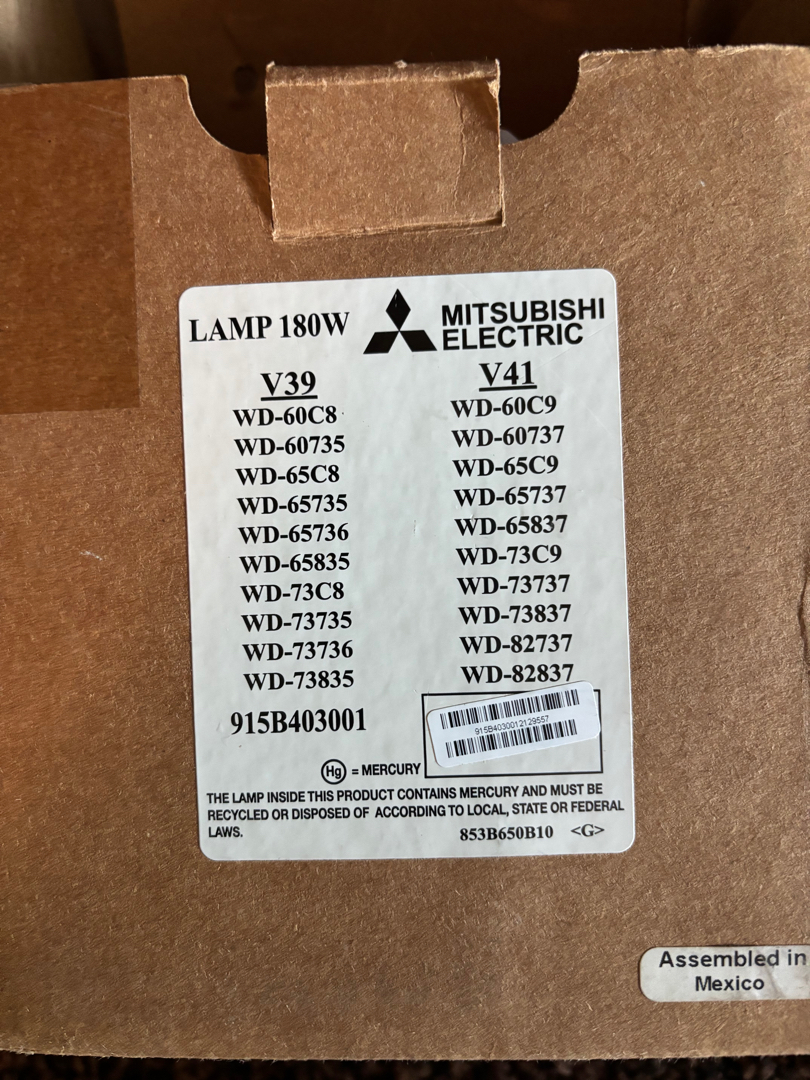 LAMP 180W
MITSUBISHI
ELECTRIC
V39
WD-60C8
WD-60735
WD-65C8
WD-65735
WD-65736
WD-65835
WD-73C8
WD-73735
WD-73736
WD-73835
V41
WD-60C9
WD-60737
WD-65C9
WD-65737
WD-65837
WD-73C9
WD-73737
WD-73837
WD-82737
WD-82837
915B403001
915B4030012129557
Hg = MERCURY
THE LAMP INSIDE THIS PRODUCT CONTAINS MERCURY AND MUST BE
RECYCLED OR DISPOSED OF ACCORDING TO LOCAL, STATE OR FEDERAL
LAWS.
853B650B10 <G>
Assembled in
Mexico